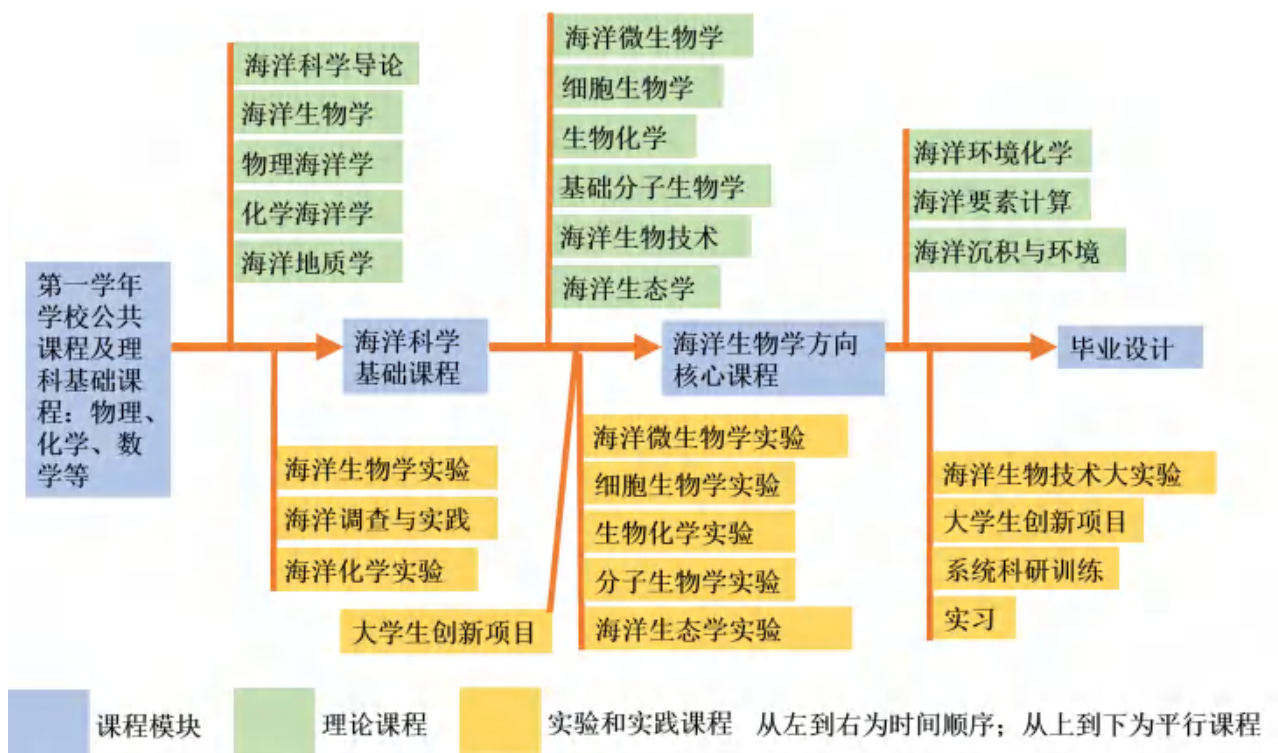 海洋科学导论
海洋生物学
物理海洋学
化学海洋学
海洋地质学
海洋微生物学
细胞生物学
生物化学
基础分子生物学
海洋生物技术
海洋生态学
海洋环境化学
海洋要素计算
海洋沉积与环境
第一学年
学校公共
课程及理
科基础课
程：物理、
化学、数
学等
海洋科学
基础课程
海洋生物学方向
核心课程
毕业设计
海洋生物学实验
海洋调查与实践
海洋化学实验
大学生创新项目
海洋微生物学实验
细胞生物学实验
生物化学实验
分子生物学实验
海洋生态学实验
海洋生物技术大实验
大学生创新项目
系统科研训练
实习
课程模块 理论课程 实验和实践课程 从左到右为时间顺序；从上到下为平行课程